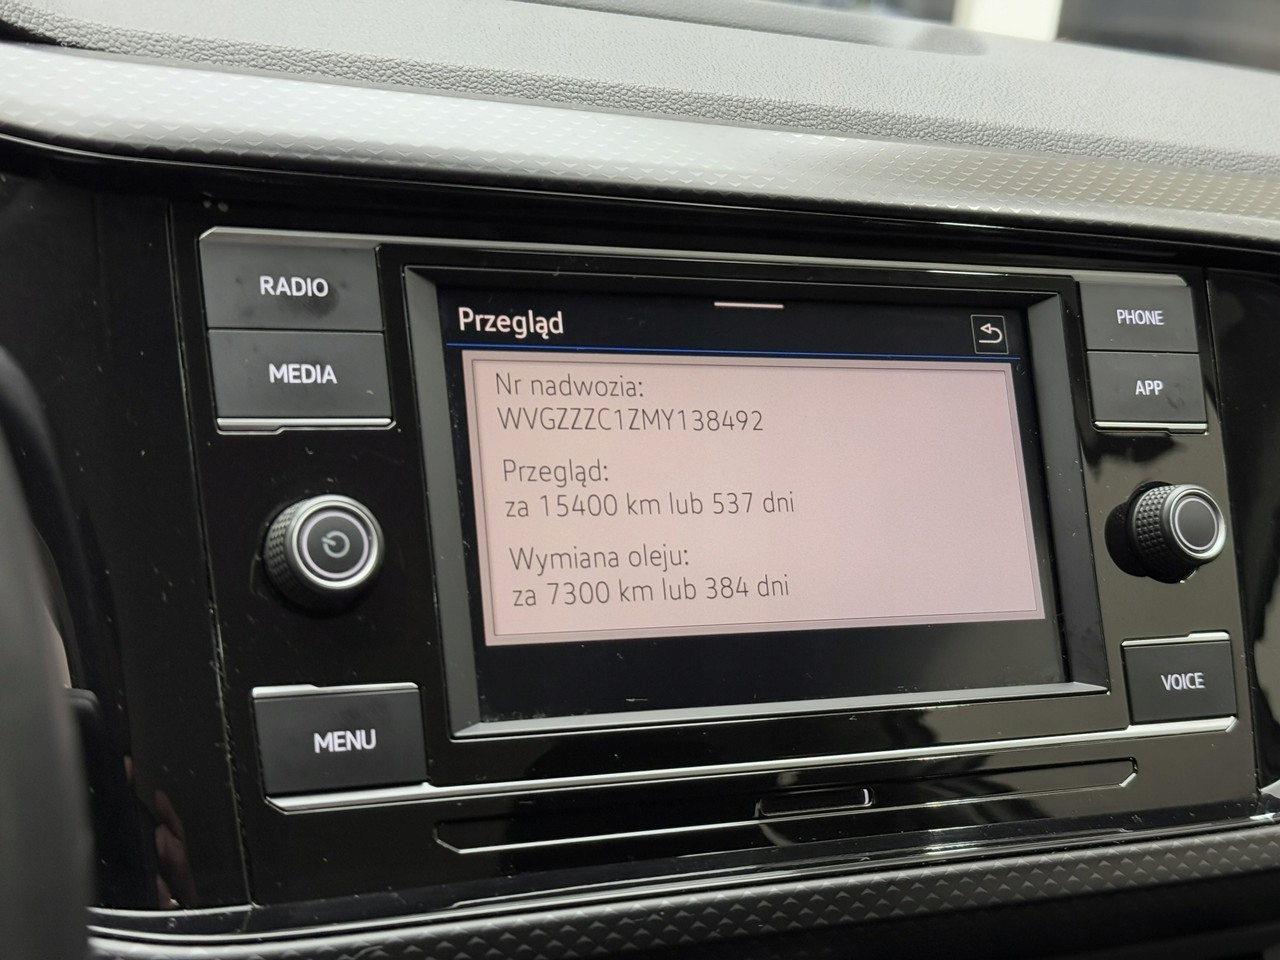 RADIO
MEDIA
MENU
Przegląd
Nr nadwozia:
WVGZZZC1ZMY138492
Przegląd:
za 15400 km lub 537 dni
Wymiana oleju:
za 7300 km lub 384 dni
PHONE
APP
VOICE